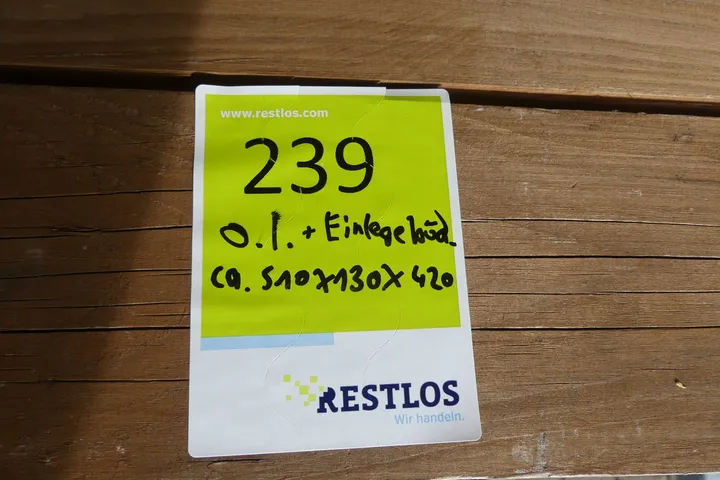 www.restlos.com
239
o.I. + Einlegeböd.
ca. 510x130x420
RESTLOS
Wir handeln.